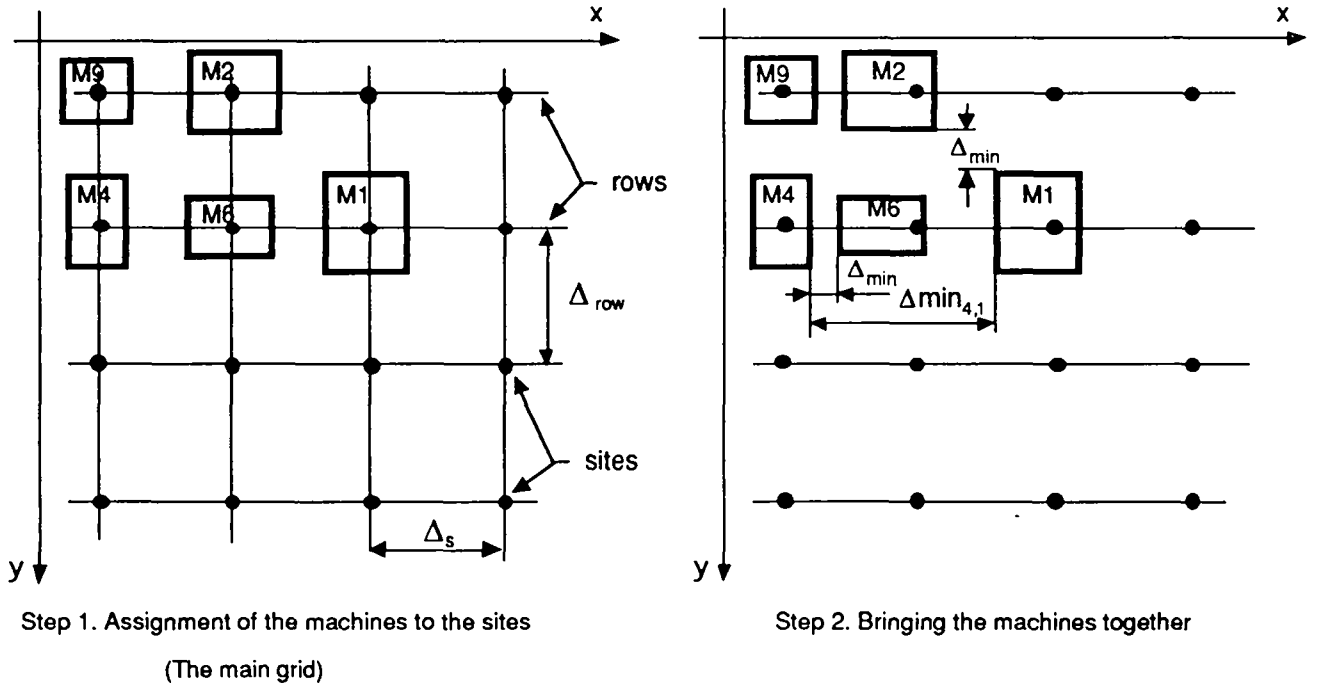 x
M9
M2
rows
M4
M6
M1
Δ row
sites
Δs
y
Step 1. Assignment of the machines to the sites
(The main grid)
x
M9
M2
Δmin
M4
M6
M1
Δmin
Δmin4,1
y
Step 2. Bringing the machines together